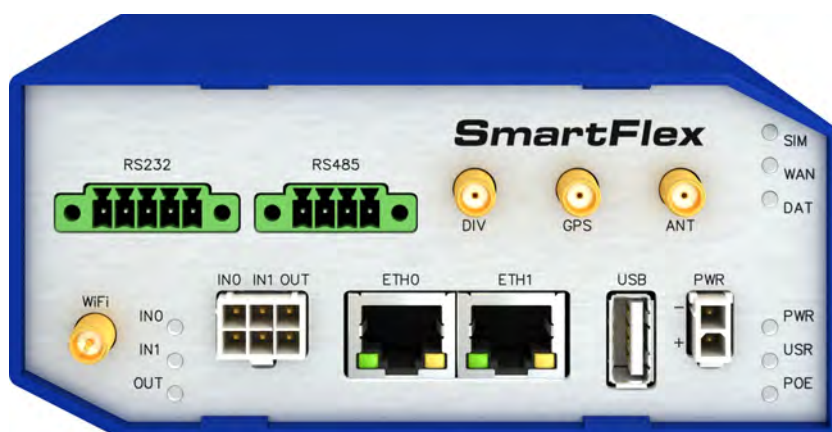 SmartFlex
SIM
WAN
DAT
RS232
RS485
DIV
GPS
ANT
IN0 IN1 OUT
ETH0
ETH1
USB
PWR
WiFi
IN0
IN1
OUT
−
+
PWR
USR
POE